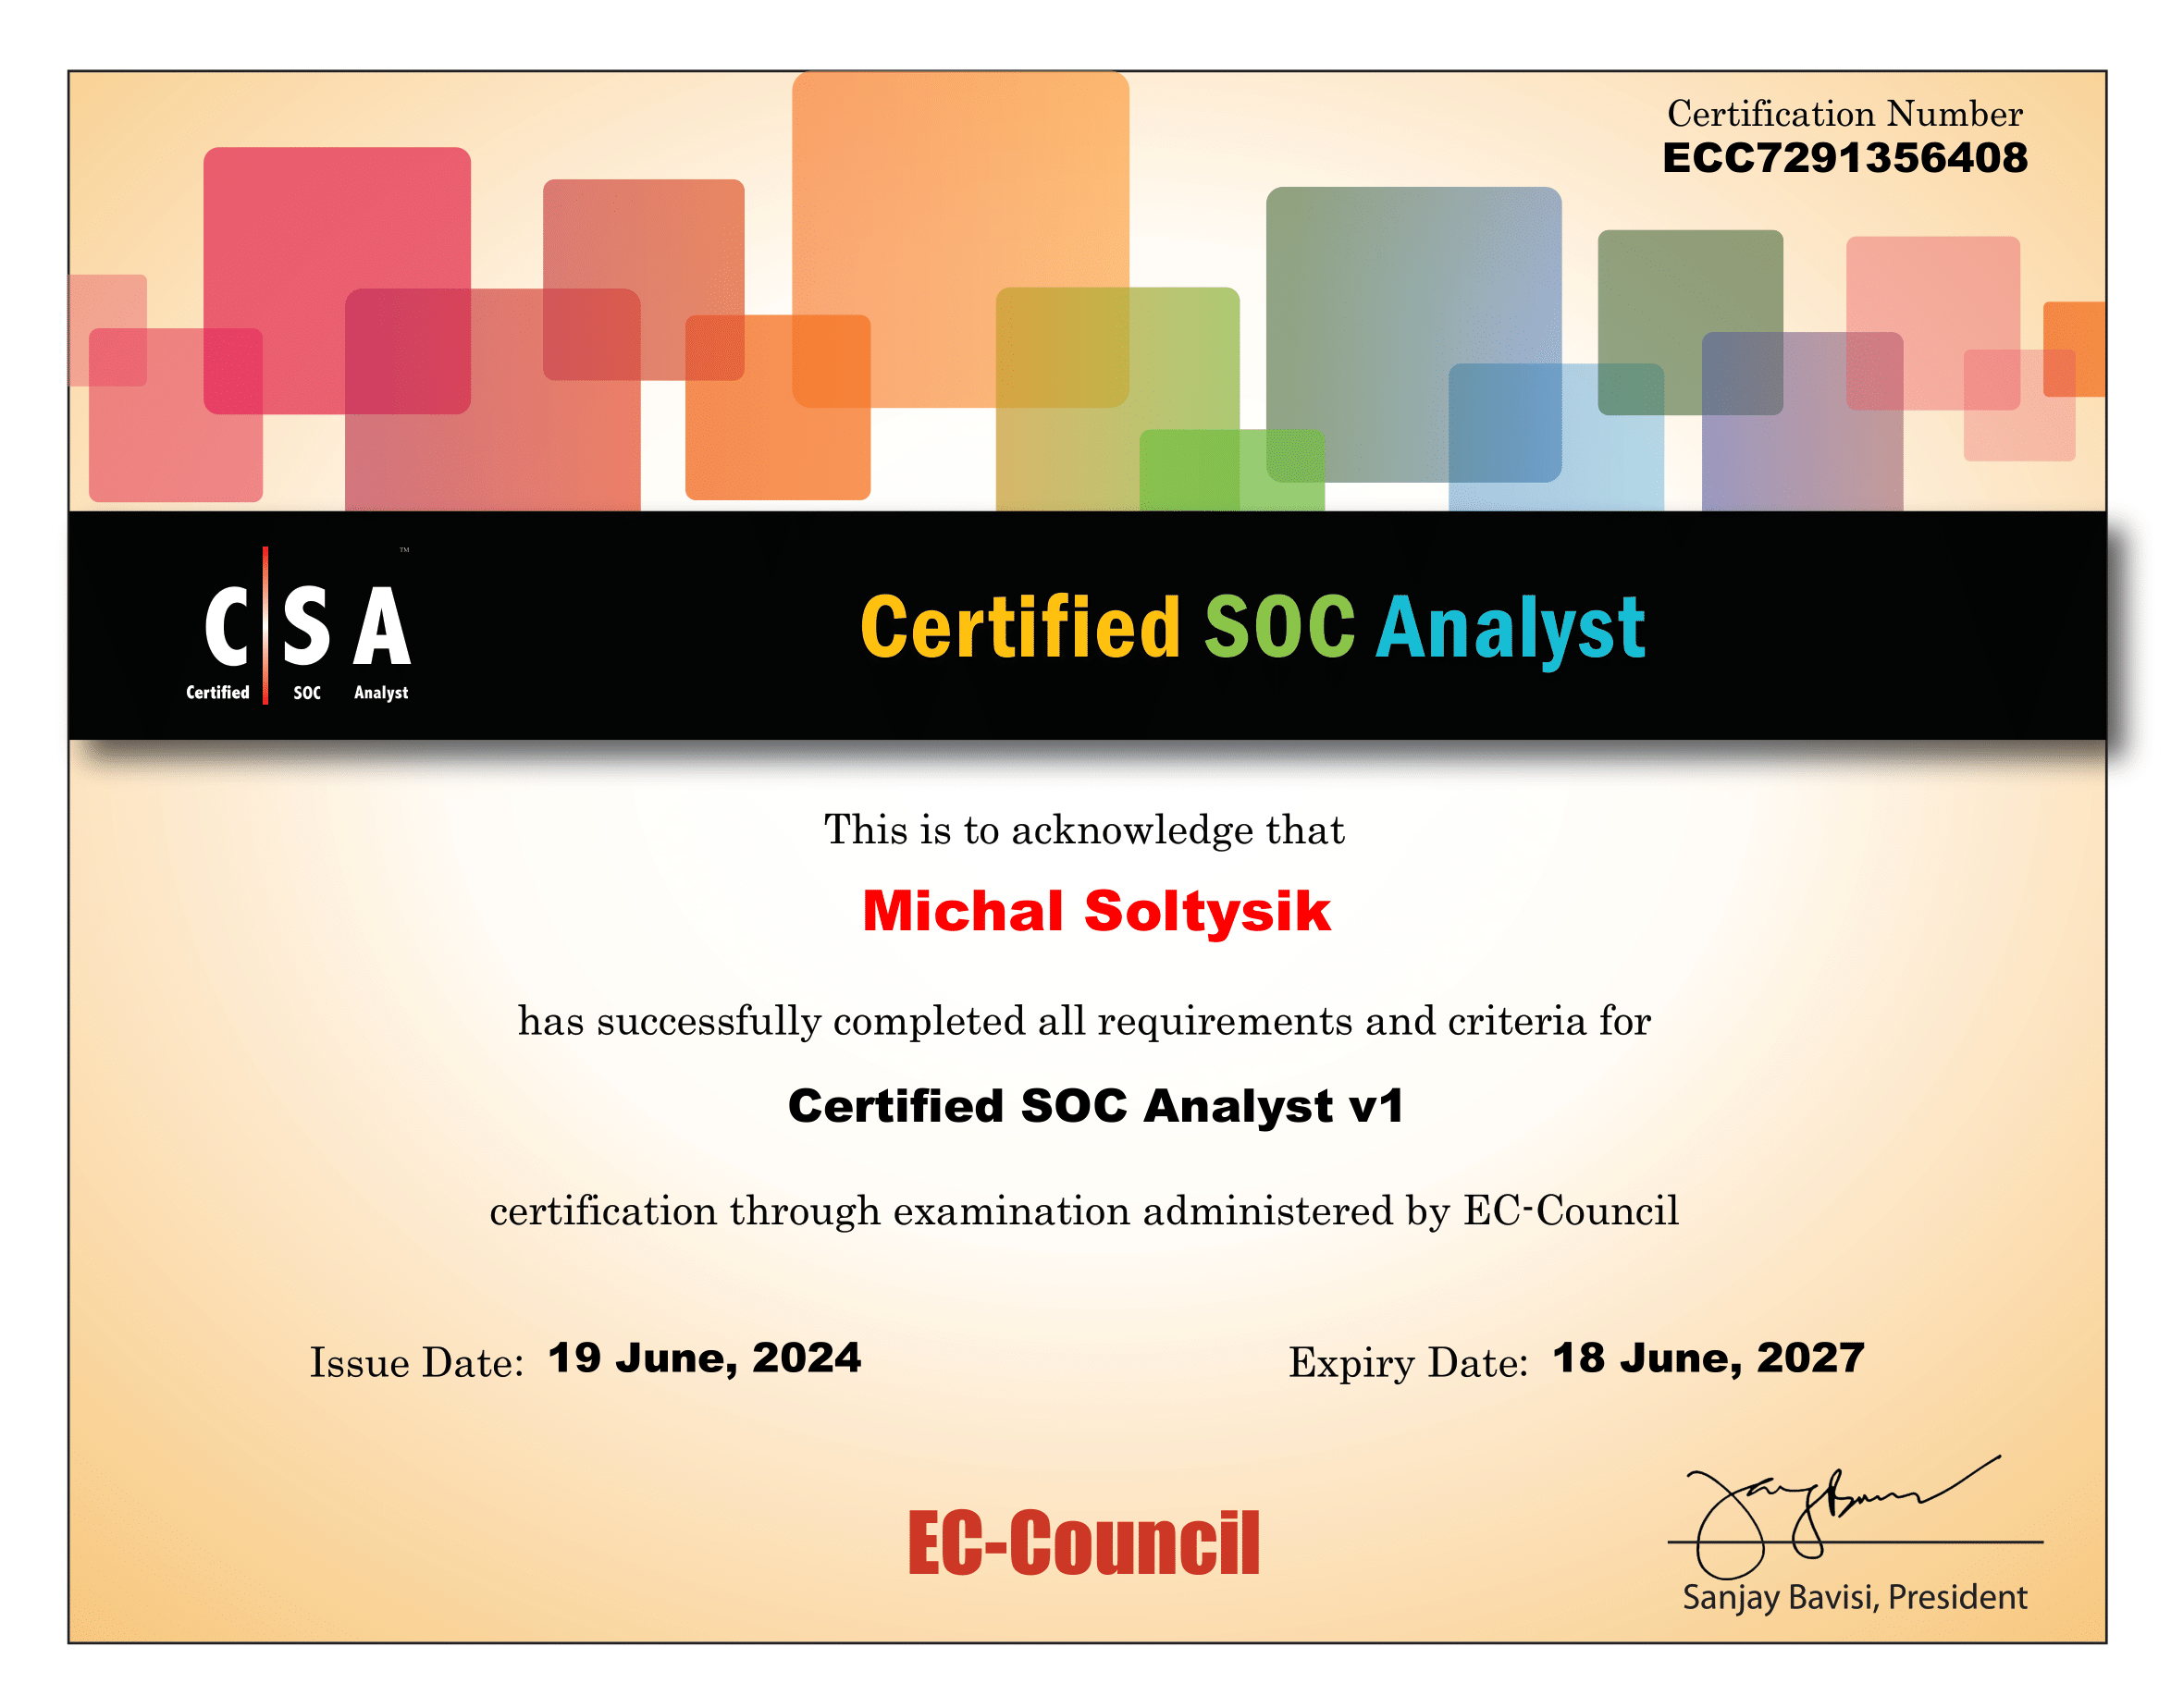 Certification Number
ECC7291356408
CSA™
Certified SOC Analyst
Certified SOC Analyst
This is to acknowledge that
Michal Soltysik
has successfully completed all requirements and criteria for
Certified SOC Analyst v1
certification through examination administered by EC-Council
Issue Date: 19 June, 2024
Expiry Date: 18 June, 2027
EC-Council
Sanjay Bavisi, President